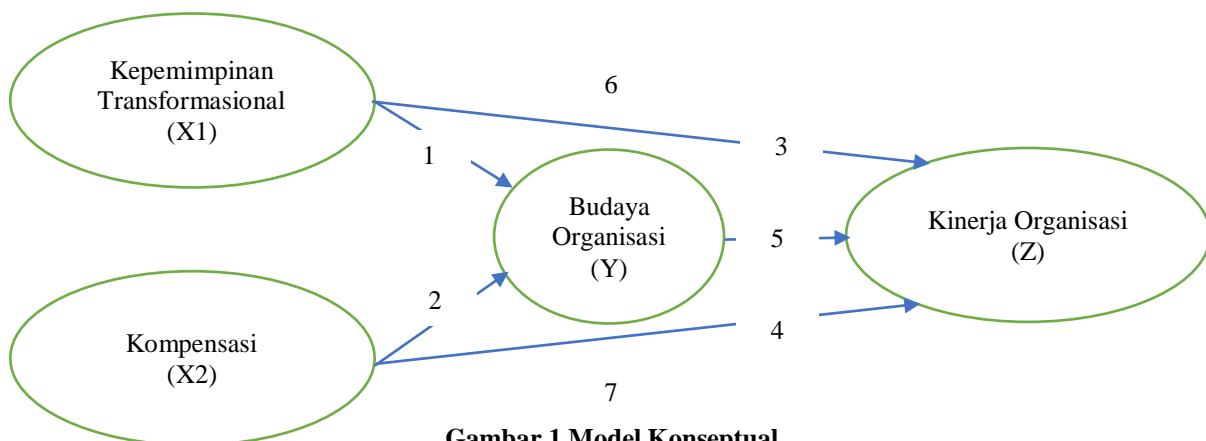 Kepemimpinan
Transformasional
(X1)
6
3
1
Budaya
Organisasi
(Y)
5
Kinerja Organisasi
(Z)
2
4
Kompensasi
(X2)
7
Gambar 1 Model Konseptual